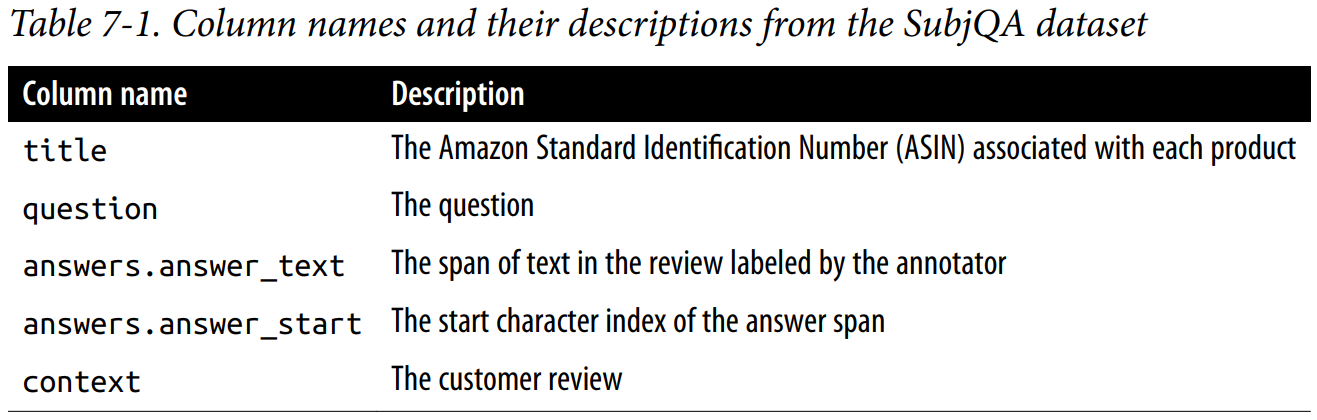 Table 7-1. Column names and their descriptions from the SubjQA dataset
Column name Description
title The Amazon Standard Identification Number (ASIN) associated with each product
question The question
answers.answer_text The span of text in the review labeled by the annotator
answers.answer_start The start character index of the answer span
context The customer review